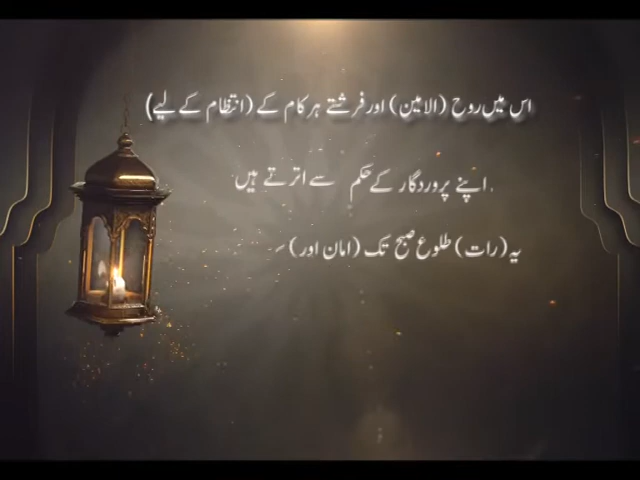 اس میں روح (الامین) اور فرشتے ہر کام کے (انتظام کے لیے)
اپنے پروردگار کے حکم سے اترتے ہیں.
یہ (رات) طلوع صبح تک (امان اور)